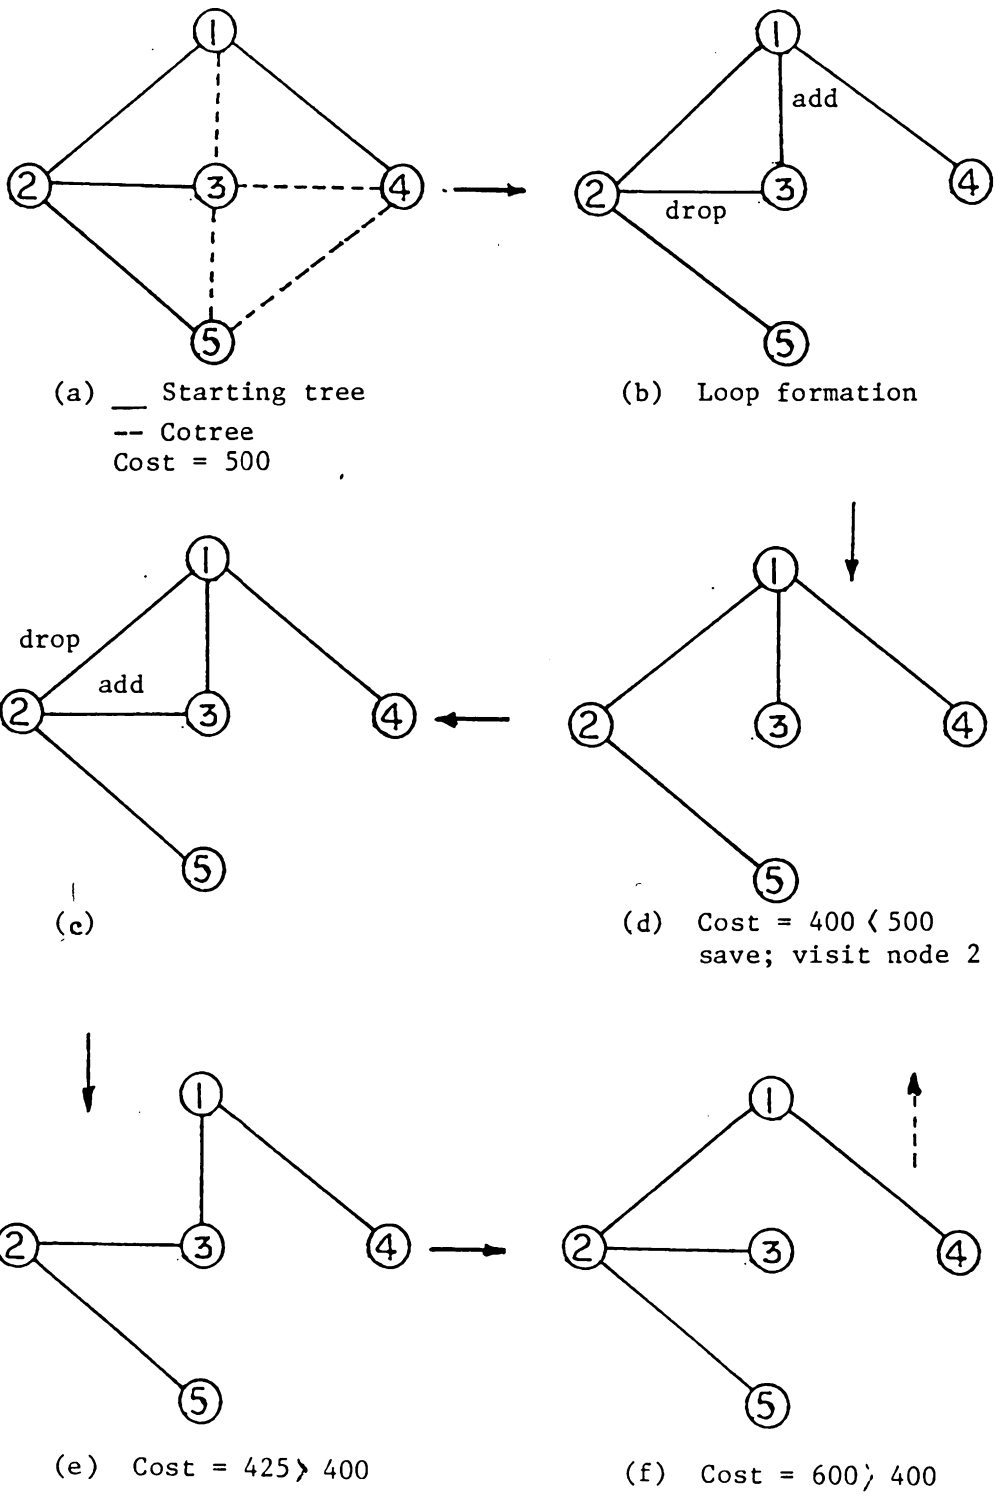 1
1
add
2
3
4
2
3
4
drop
5
5
(a) __ Starting tree
-- Cotree
Cost = 500
(b) Loop formation
1
1
drop
add
2
3
4
2
3
4
5
5
(c)
(d) Cost = 400 < 500
save; visit node 2
1
1
2
3
4
2
3
4
5
5
(e) Cost = 425 > 400
(f) Cost = 600 > 400